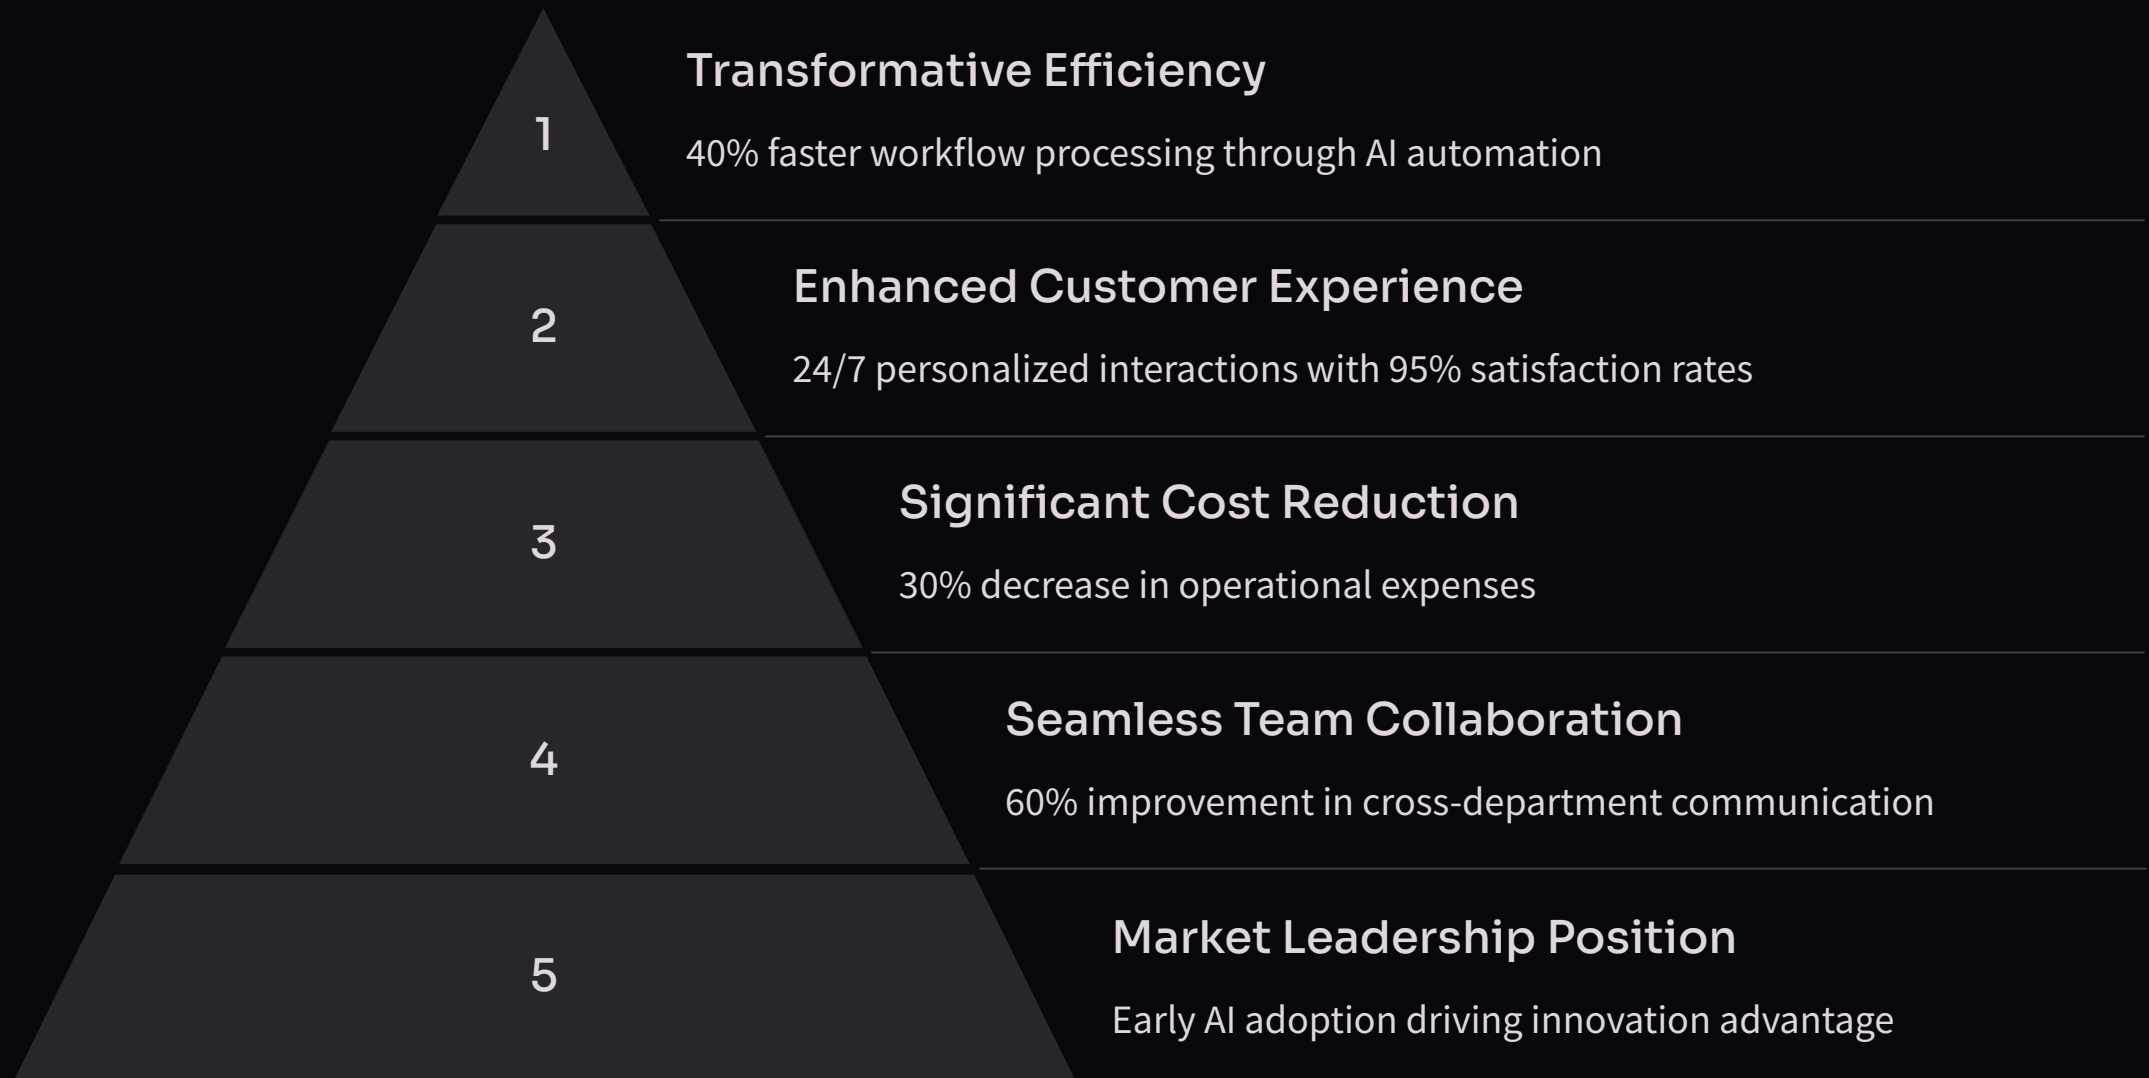 1
Transformative Efficiency
40% faster workflow processing through AI automation
2
Enhanced Customer Experience
24/7 personalized interactions with 95% satisfaction rates
3
Significant Cost Reduction
30% decrease in operational expenses
4
Seamless Team Collaboration
60% improvement in cross-department communication
5
Market Leadership Position
Early AI adoption driving innovation advantage